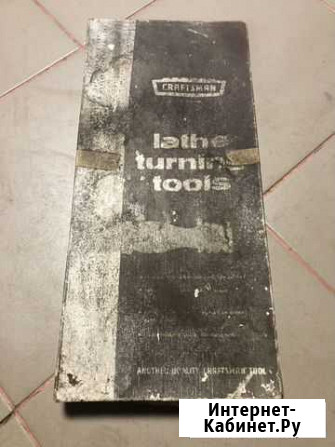 CRAFTSMAN
lathe
turning
tools
ANOTHER QUALITY CRAFTSMAN TOOL
Интернет-
Кабинет.Ру